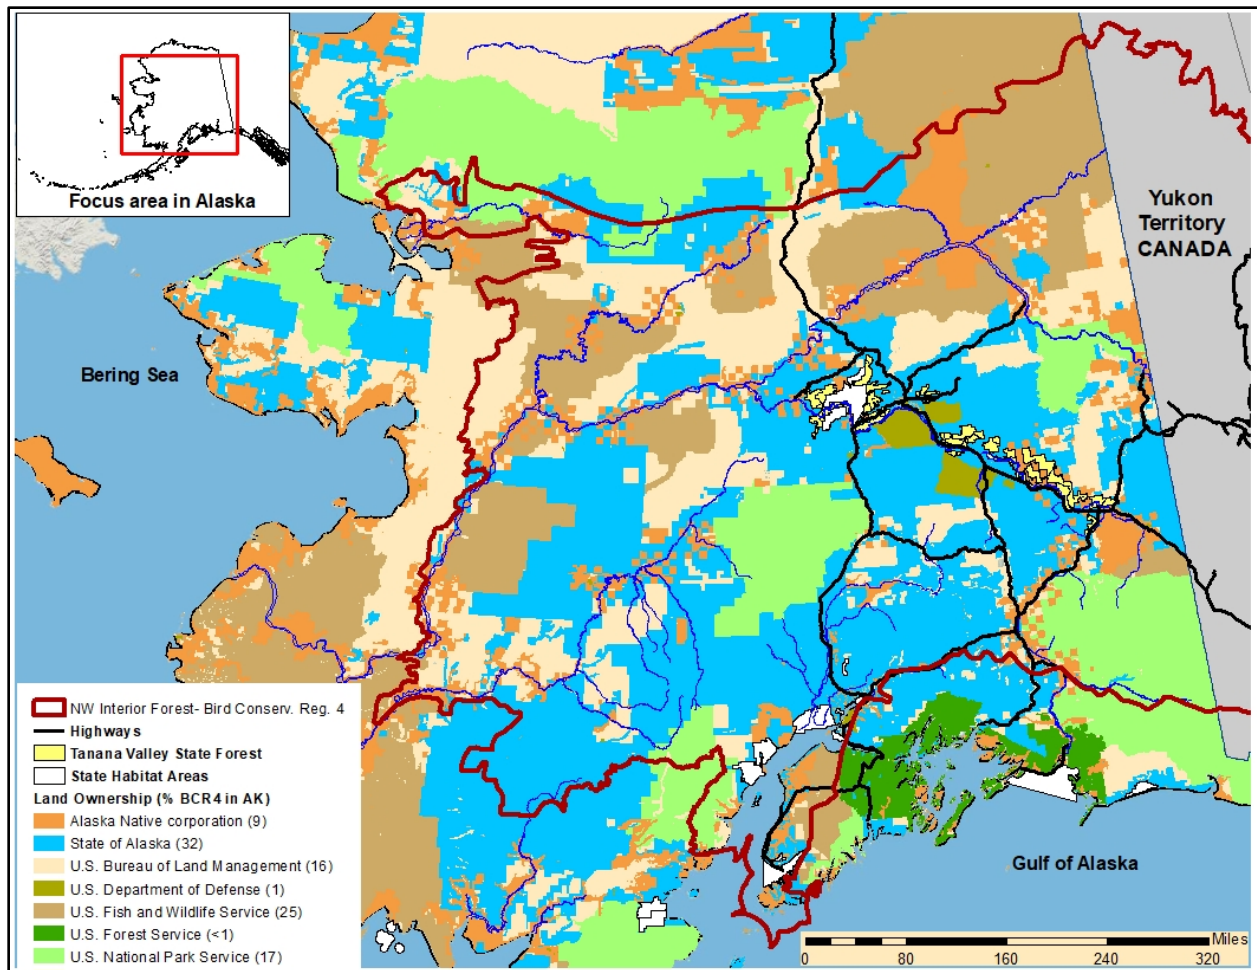 Focus area in Alaska
Yukon
Territory
CANADA
Bering Sea
NW Interior Forest- Bird Conserv. Reg. 4
Highways
Tanana Valley State Forest
State Habitat Areas
Land Ownership (% BCR4 in AK)
Alaska Native corporation (9)
State of Alaska (32)
U.S. Bureau of Land Management (16)
U.S. Department of Defense (1)
U.S. Fish and Wildlife Service (25)
U.S. Forest Service (<1)
U.S. National Park Service (17)
Gulf of Alaska
Miles
0 80 160 240 320